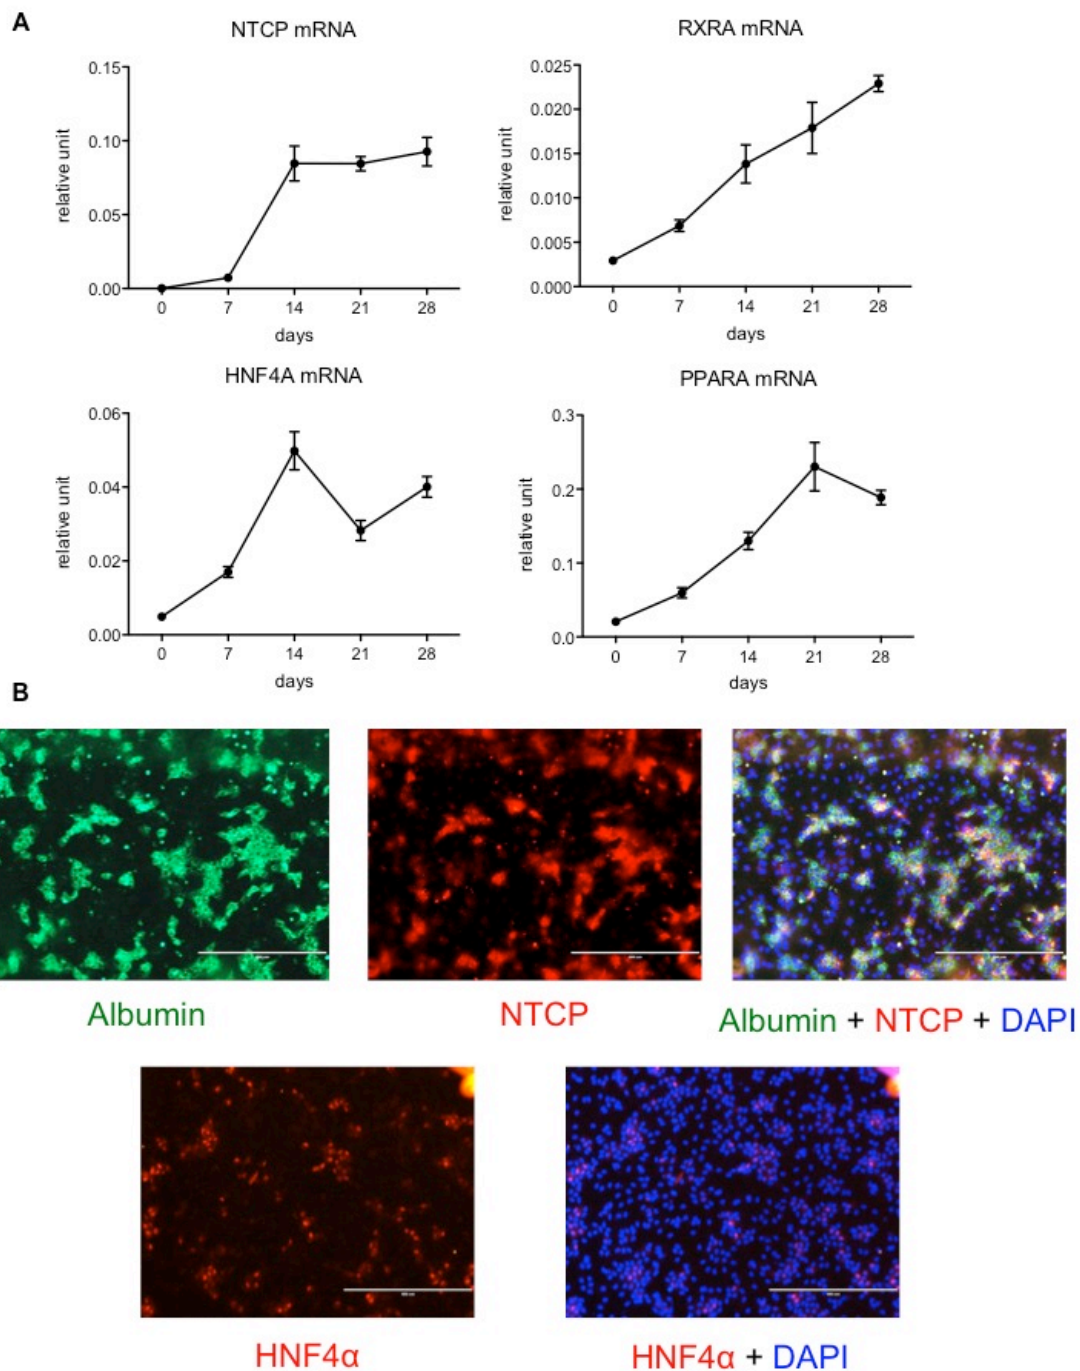 A
NTCP mRNA
0.15
0.10
0.05
0.00
relative unit
0 7 14 21 28
days
RXRA mRNA
0.025
0.020
0.015
0.010
0.005
0.000
relative unit
0 7 14 21 28
days
HNF4A mRNA
0.06
0.04
0.02
0.00
relative unit
0 7 14 21 28
days
PPARA mRNA
0.3
0.2
0.1
0.0
relative unit
0 7 14 21 28
days
B
Albumin
NTCP
Albumin + NTCP + DAPI
HNF4α
HNF4α + DAPI